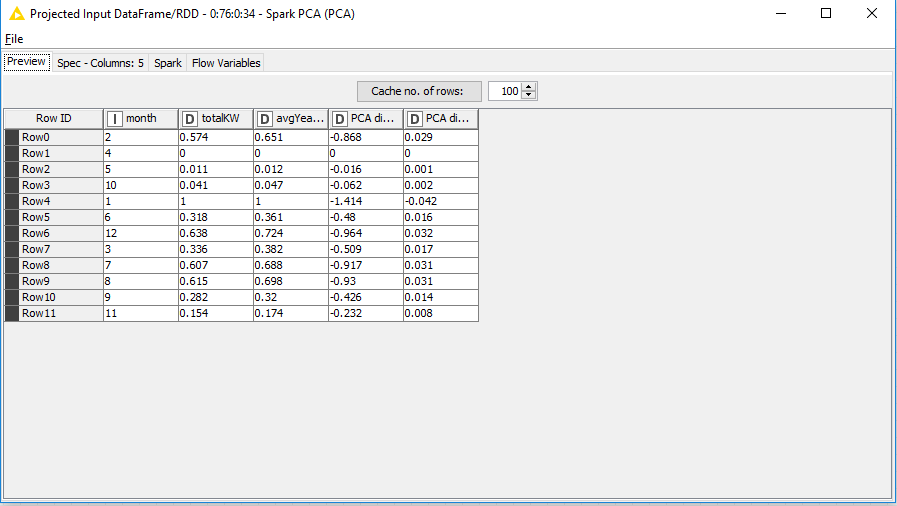 Projected Input DataFrame/RDD - 0:76:0:34 - Spark PCA (PCA)
File
Preview Spec - Columns: 5 Spark Flow Variables
Cache no. of rows: 100
Row ID I month D totalKW D avgYea... D PCA di... D PCA di...
Row0 2 0.574 0.651 -0.868 0.029
Row1 4 0 0 0 0
Row2 5 0.011 0.012 -0.016 0.001
Row3 10 0.041 0.047 -0.062 0.002
Row4 1 1 1 -1.414 -0.042
Row5 6 0.318 0.361 -0.48 0.016
Row6 12 0.638 0.724 -0.964 0.032
Row7 3 0.336 0.382 -0.509 0.017
Row8 7 0.607 0.688 -0.917 0.031
Row9 8 0.615 0.698 -0.93 0.031
Row10 9 0.282 0.32 -0.426 0.014
Row11 11 0.154 0.174 -0.232 0.008